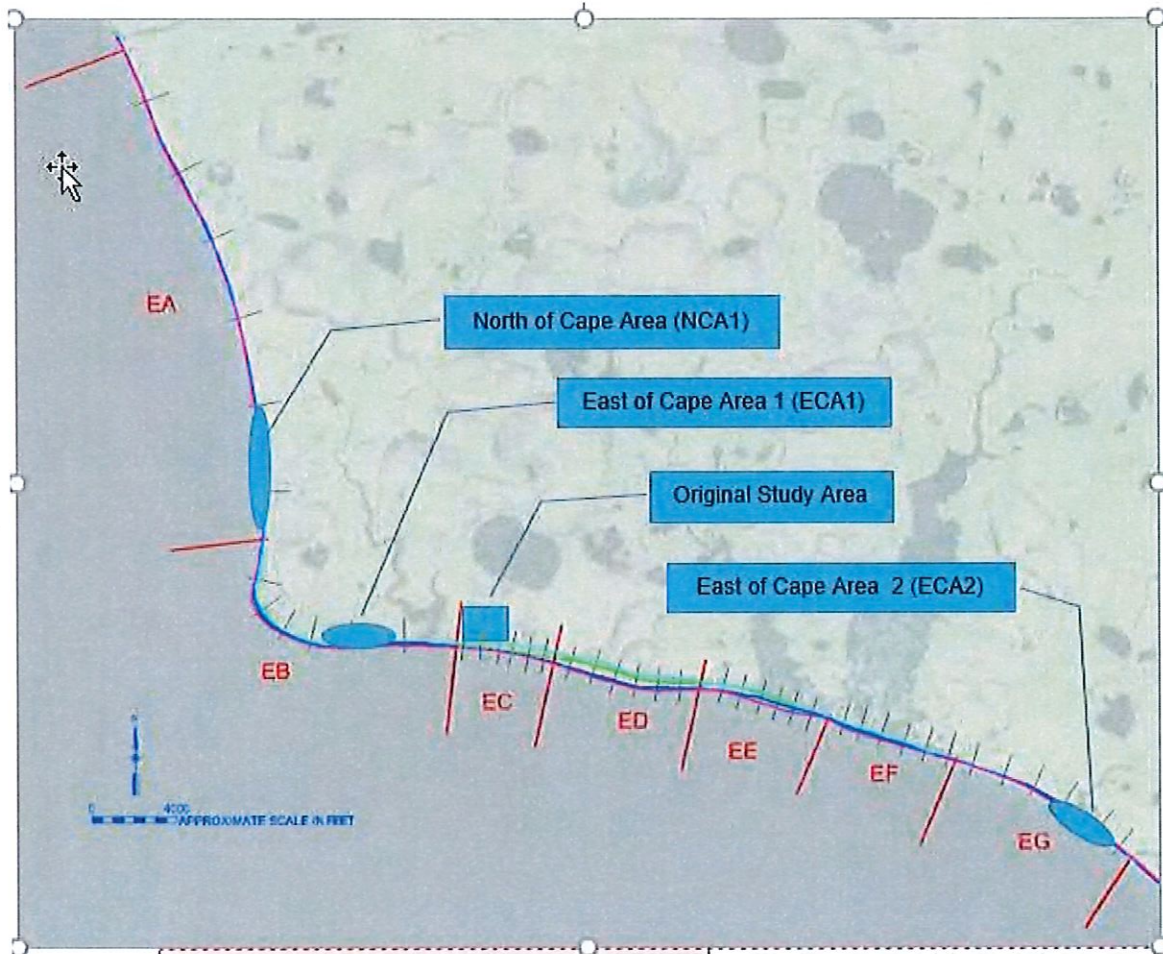 EA
North of Cape Area (NCA1)
East of Cape Area 1 (ECA1)
Original Study Area
East of Cape Area 2 (ECA2)
EB
EC
ED
EE
EF
EG
0 4000
APPROXIMATE SCALE IN FEET